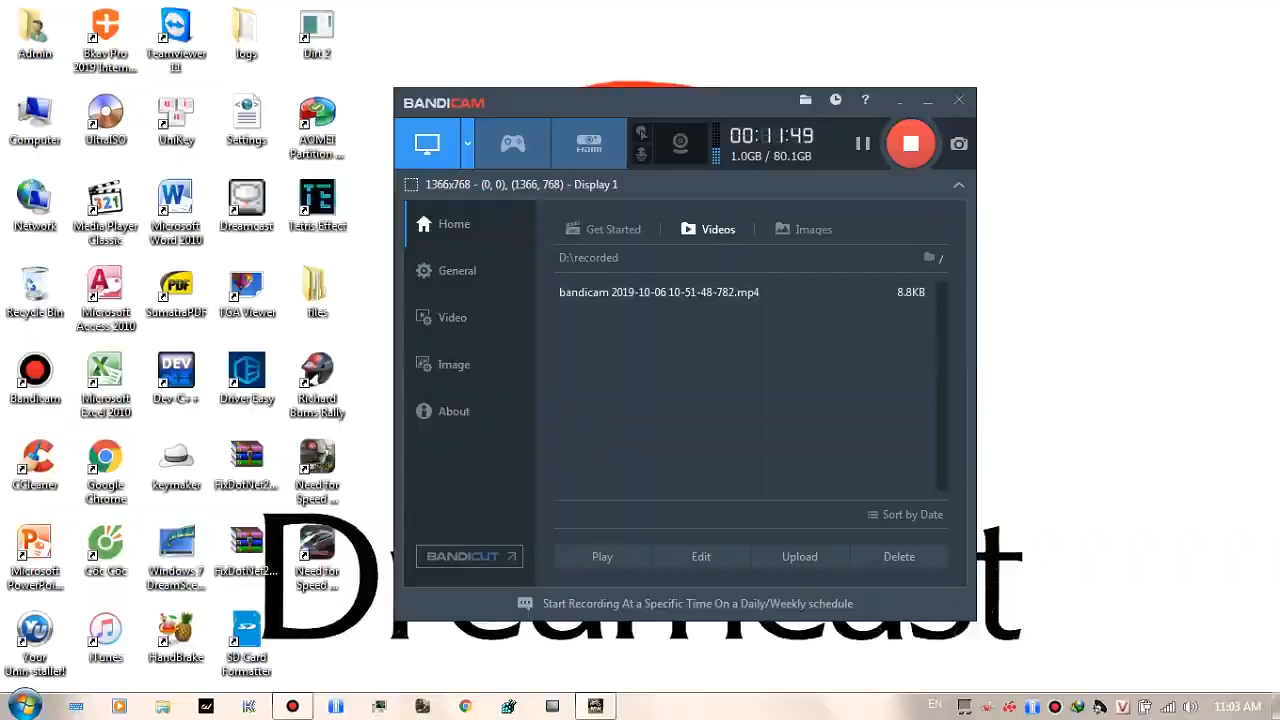 Admin
Bkav Pro
2019 Intern...
Teamviewer
11
logs
Dirt 2
Computer
UltraISO
UniKey
Settings
AOMEI
Partition ...
Network
Media Player
Classic
Microsoft
Word 2010
Dreamcast
Tetris Effect
Recycle Bin
Microsoft
Access 2010
SumatraPDF
TGA Viewer
files
Bandicam
Microsoft
Excel 2010
Dev-C++
Driver Easy
Richard
Burns Rally
CCleaner
Google
Chrome
keymaker
FixDotNet2...
Need for
Speed ...
Microsoft
PowerPoi...
Cốc Cốc
Windows 7
DreamSce...
FixDotNet2...
Need for
Speed ...
Your
Unin-staller!
iTunes
HandBrake
SD Card
Formatter
BANDICAM
00:11:49
1.0GB / 80.1GB
1366x768 - (0, 0), (1366, 768) - Display 1
Home
General
Video
Image
About
BANDICUT
Get Started
Videos
Images
D:\recorded
bandicam 2019-10-06 10-51-48-782.mp4 8.8KB
Sort by Date
Play
Edit
Upload
Delete
Start Recording At a Specific Time On a Daily/Weekly schedule
Dreamcast
EN
11:03 AM